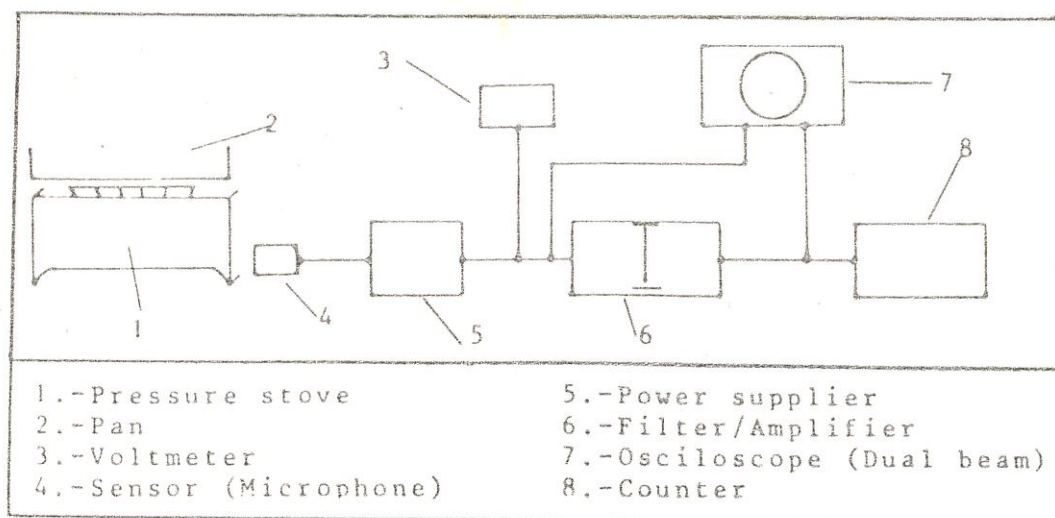 3
7
2
8
1
4
5
6
1.-Pressure stove
2.-Pan
3.-Voltmeter
4.-Sensor (Microphone)
5.-Power supplier
6.-Filter/Amplifier
7.-Osciloscope (Dual beam)
8.-Counter